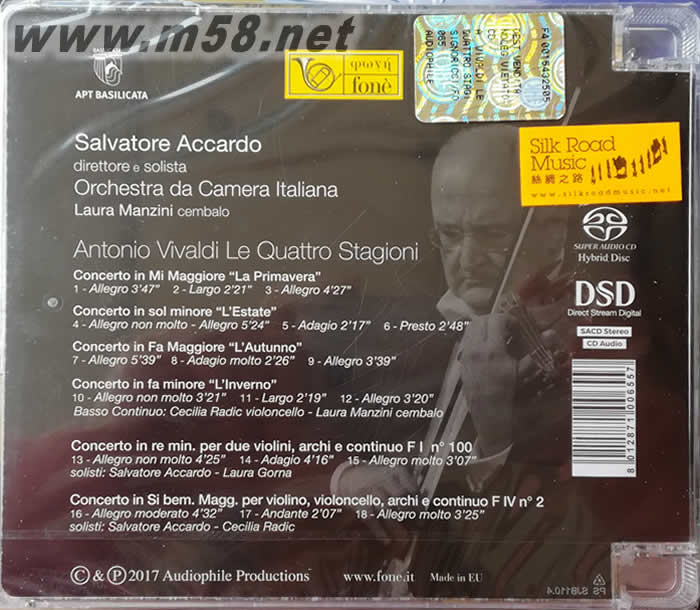 www.m58.net
BASILICATA
APT BASILICATA
φωνή
fonè
Salvatore Accardo
direttore e solista
Orchestra da Camera Italiana
Laura Manzini cembalo
Silk Road
Music
絲綢之路
www.silkroadmusic.net
SUPER AUDIO CD
Hybrid Disc
DSD
Direct Stream Digital
SACD Stereo
CD Audio
Antonio Vivaldi Le Quattro Stagioni
Concerto in Mi Maggiore “La Primavera”
1 - Allegro 3’47” 2 - Largo 2’21” 3 - Allegro 4’27”
Concerto in sol minore “L’Estate”
4 - Allegro non molto - Allegro 5’24” 5 - Adagio 2’17” 6 - Presto 2’48”
Concerto in Fa Maggiore “L’Autunno”
7 - Allegro 5’39” 8 - Adagio molto 2’26” 9 - Allegro 3’39”
Concerto in fa minore “L’Inverno”
10 - Allegro non molto 3’21” 11 - Largo 2’19” 12 - Allegro 3’20”
Basso Continuo: Cecilia Radic violoncello - Laura Manzini cembalo
Concerto in re min. per due violini, archi e continuo F I n° 100
13 - Allegro non molto 4’25” 14 - Adagio 4’16” 15 - Allegro molto 3’07”
solisti: Salvatore Accardo - Laura Gorna
Concerto in Si bem. Magg. per violino, violoncello, archi e continuo F IV n° 2
16 - Allegro moderato 4’32” 17 - Andante 2’07” 18 - Allegro molto 3’25”
solisti: Salvatore Accardo - Cecilia Radic
8 012871 006557
© & Ⓟ 2017 Audiophile Productions www.fone.it Made in EU
PS SJB110.4